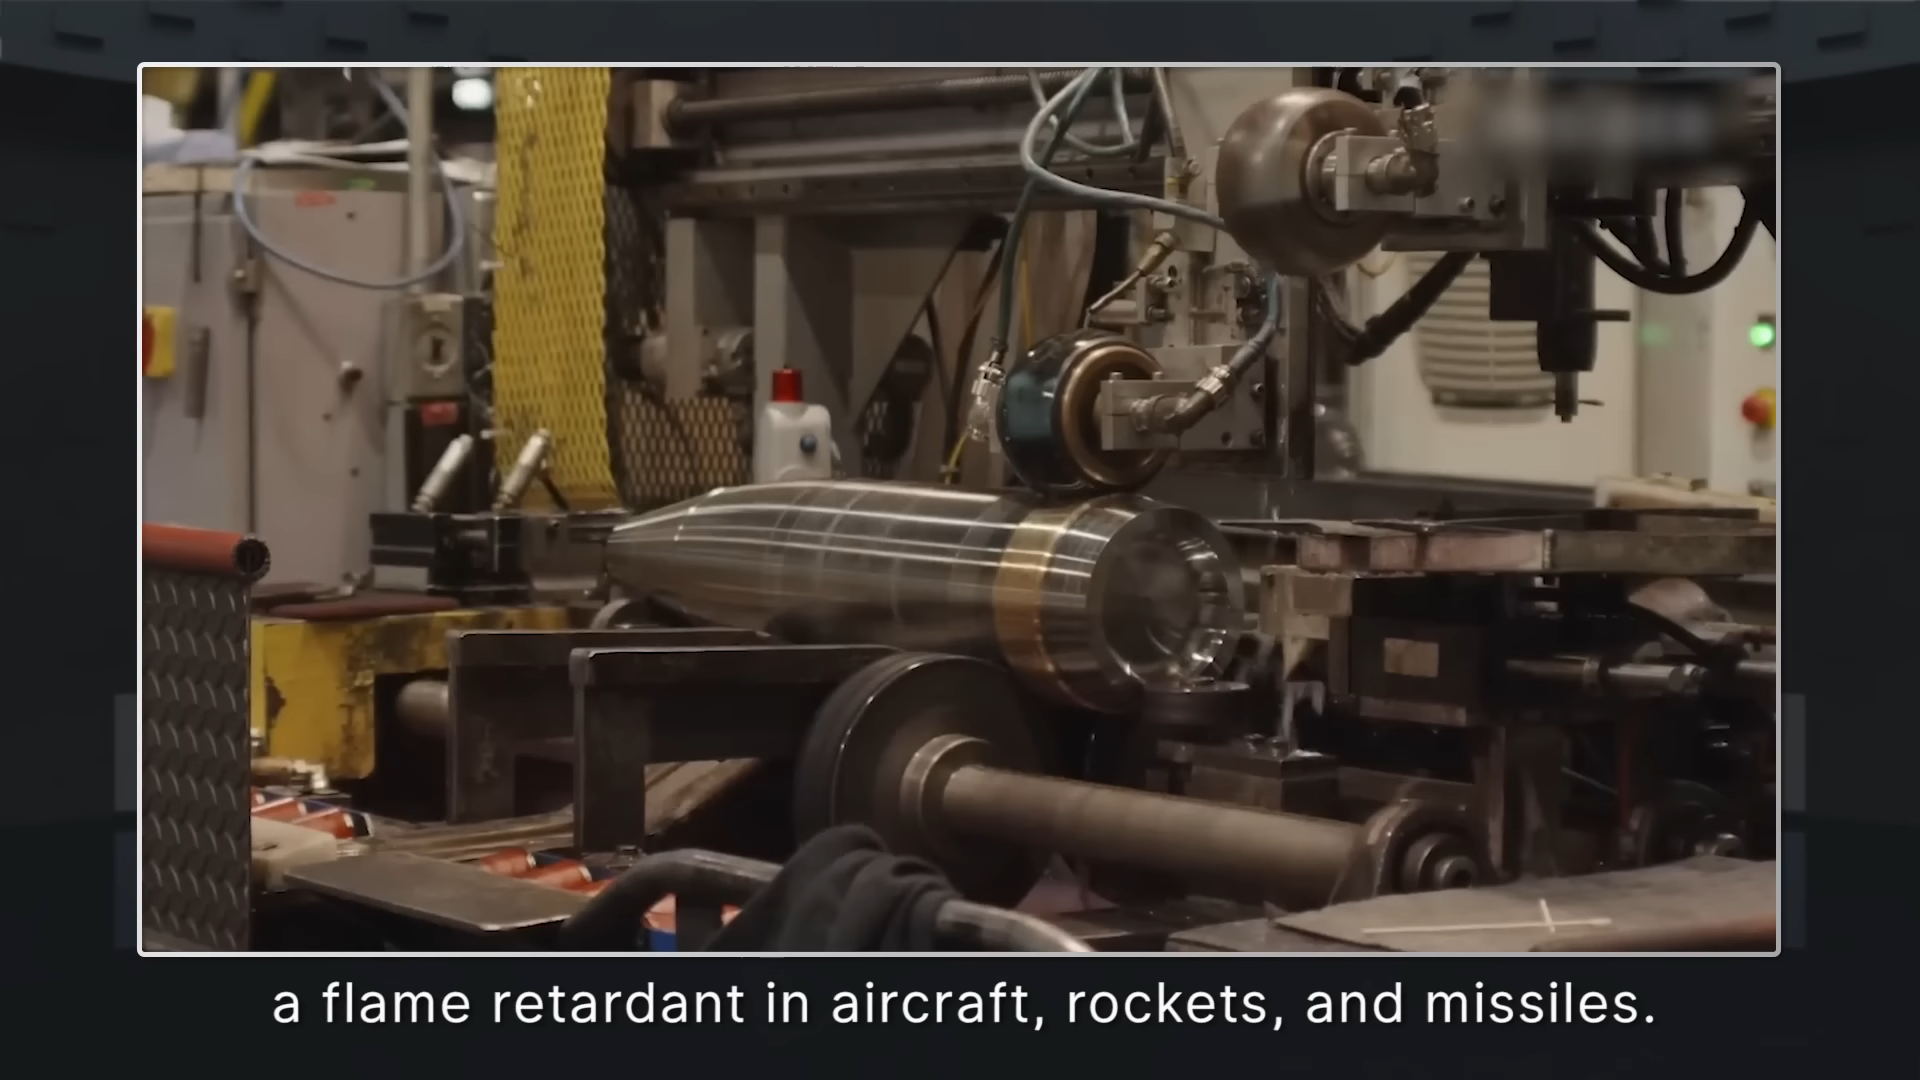 a flame retardant in aircraft, rockets, and missiles.